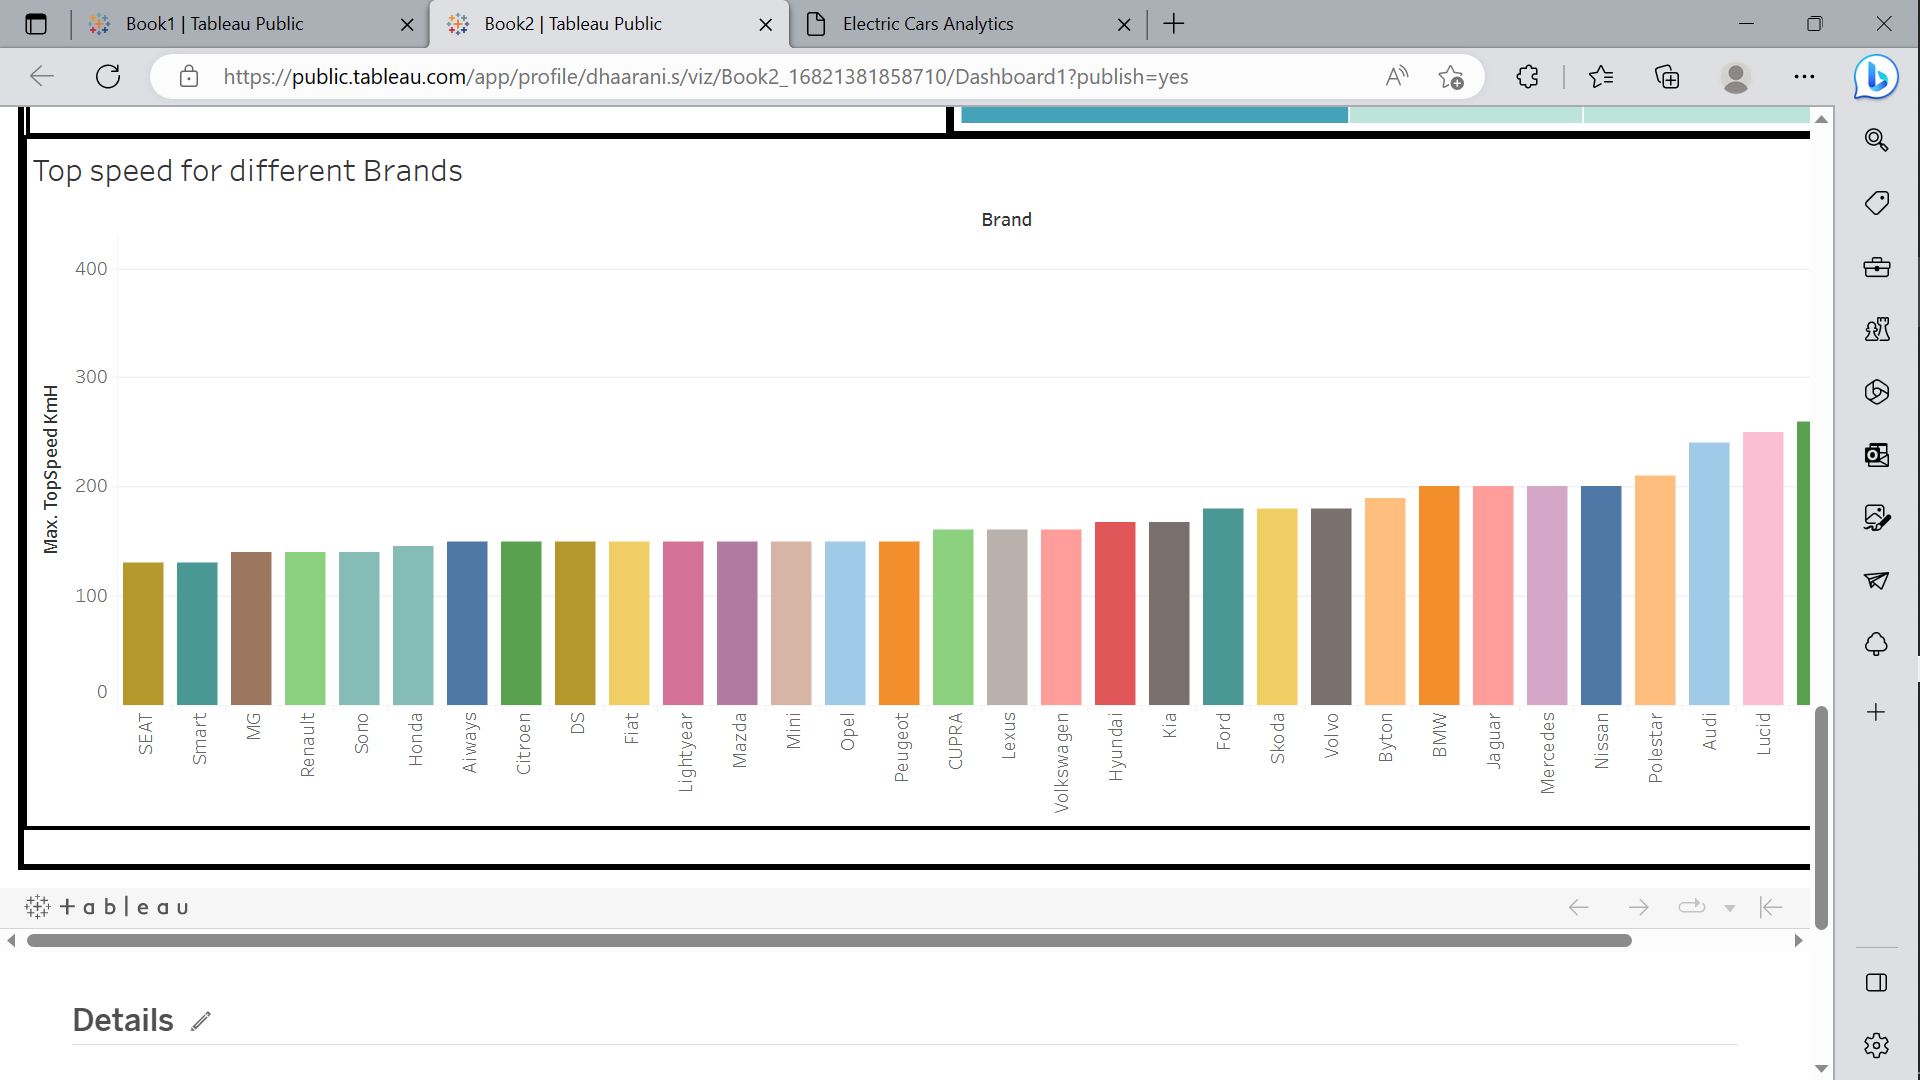 Book1 | Tableau Public
Book2 | Tableau Public
Electric Cars Analytics
https://public.tableau.com/app/profile/dhaarani.s/viz/Book2_16821381858710/Dashboard1?publish=yes
Top speed for different Brands
Brand
Max. TopSpeed KmH
400
300
200
100
0
SEAT
Smart
MG
Renault
Sono
Honda
Aiways
Citroen
DS
Fiat
Lightyear
Mazda
Mini
Opel
Peugeot
CUPRA
Lexus
Volkswagen
Hyundai
Kia
Ford
Skoda
Volvo
Byton
BMW
Jaguar
Mercedes
Nissan
Polestar
Audi
Lucid
+ableau
Details